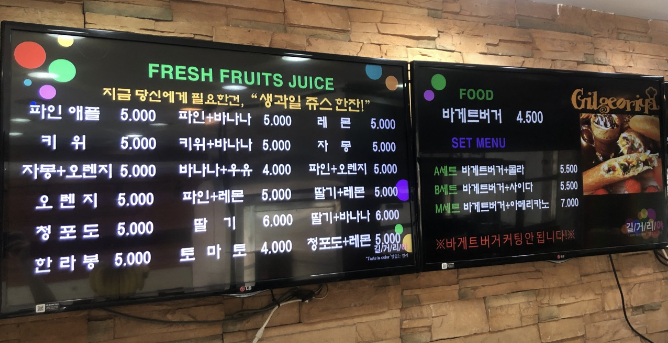 FRESH FRUITS JUICE
지금 당신에게 필요한건, "생과일 쥬스 한잔!"
파인애플 5.000 파인+바나나 5.000 레몬 5.000
키위 5.000 키위+바나나 5.000 자몽 5.000
자몽+오렌지 5.000 바나나+우유 4.000 파인+오렌지 5.000
오렌지 5.000 파인+레몬 5.000 딸기+레몬 5.000
청포도 5.000 딸기 6.000 딸기+바나나 6.000
한라봉 5.000 토마토 4.000 청포도+레몬 5.000
길/거/리/
LG
FOOD
바게트버거 4.500
SET MENU
A세트 바게트버거+콜라 5.500
B세트 바게트버거+사이다 5.500
M세트 바게트버거+아메리카노 7.000
※바게트버거 커팅 안 됩니다!※
Gilgeoriya
길/거/리/
LG